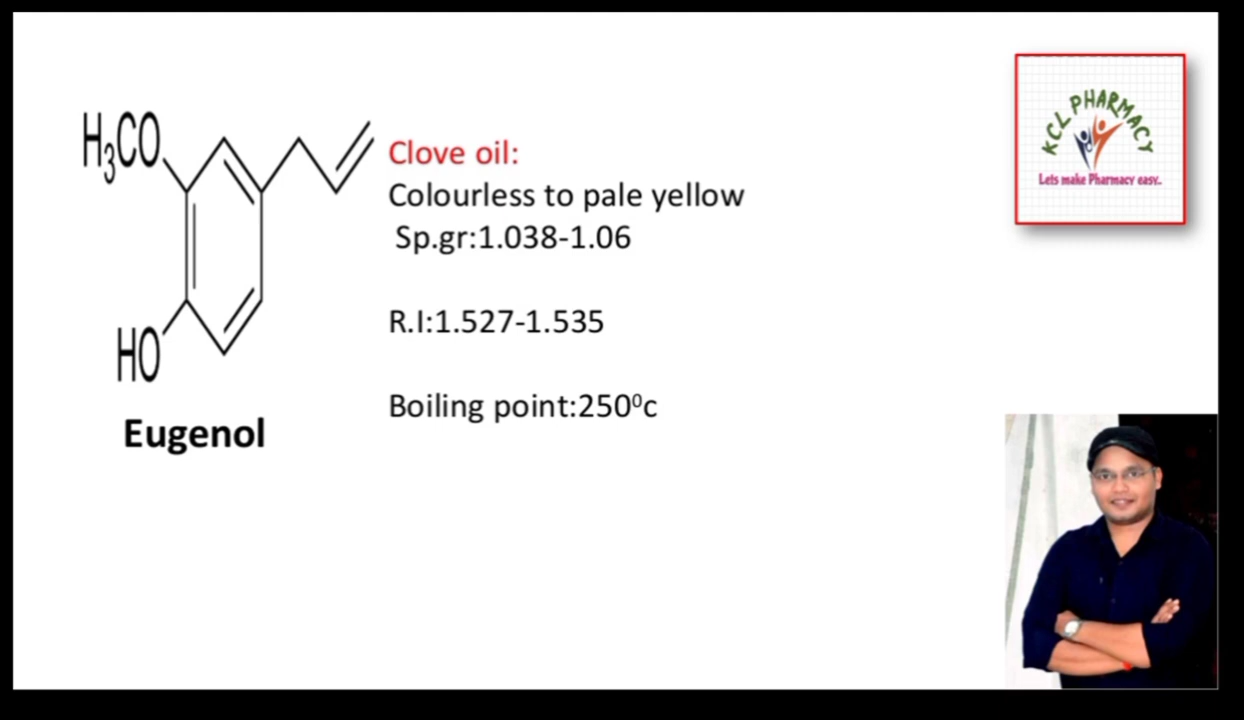 H₃CO
HO
Eugenol
Clove oil:
Colourless to pale yellow
Sp.gr:1.038-1.06
R.I:1.527-1.535
Boiling point:250⁰c
KCL PHARMACY
Lets make Pharmacy easy..